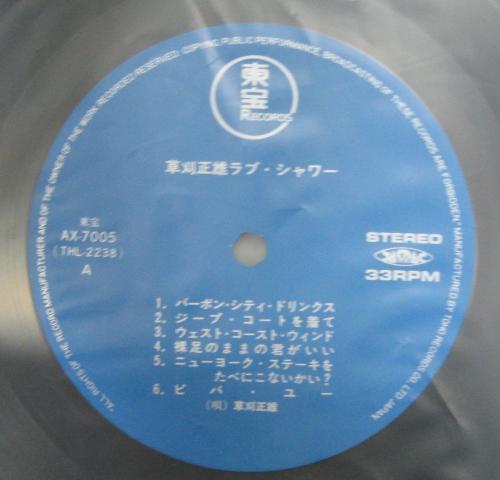 東宝
RECORDS
草刈正雄ラブ・シャワー
東宝
AX-7005
(THL-2238)
A
STEREO
33RPM
1. バーボン・シティ・ドリンクス
2. ジープ・コートを着て
3. ウェスト・コースト・ウィンド
4. 裸足のままの君がいい
5. ニューヨーク・ステーキを
たべにこないかい?
6. ビバ・ユー
(唄) 草刈正雄
"ALL RIGHTS OF THE RECORD MANUFACTURER AND OF THE OWNER OF THE WORK RECORDED RESERVED. COPYING, PUBLIC PERFORMANCE, BROADCASTING OF THESE RECORDS ARE FORBIDDEN" MANUFACTURED BY TOHO RECORDS CO., LTD. JAPAN.